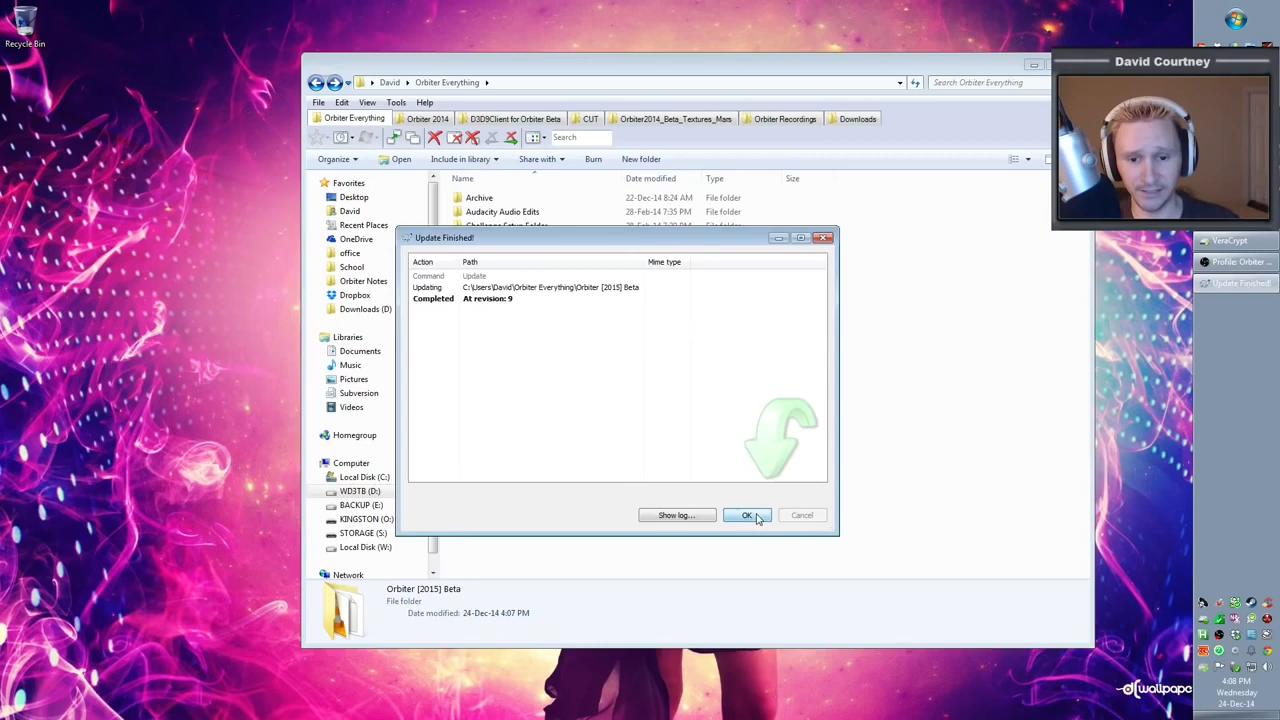 Recycle Bin
David Courtney
David
Orbiter Everything
Search Orbiter Everything
File Edit View Tools Help
Orbiter Everything
Orbiter 2014
D3D9Client for Orbiter Beta
CUT
Orbiter2014_Beta_Textures_Mars
Orbiter Recordings
Downloads
Search
Organize
Open
Include in library
Share with
Burn
New folder
Name Date modified Type Size
Favorites
Desktop
David
Recent Places
OneDrive
office
School
Orbiter Notes
Dropbox
Downloads (D)
Libraries
Documents
Music
Pictures
Subversion
Videos
Homegroup
Computer
Local Disk (C:)
WD3TB (D:)
BACKUP (E:)
KINGSTON (O:)
STORAGE (S:)
Local Disk (W:)
Network
Archive 22-Dec-14 8:24 AM File folder
Audacity Audio Edits 28-Feb-14 7:35 PM File folder
Update Finished!
Action Path Mime type
Command Update
Updating C:\Users\David\Orbiter Everything\Orbiter [2015] Beta
Completed At revision: 9
Show log... OK Cancel
Orbiter [2015] Beta
File folder
Date modified: 24-Dec-14 4:07 PM
VeraCrypt
Profile: Orbiter ...
Update Finished!
4:08 PM
Wednesday
24-Dec-14